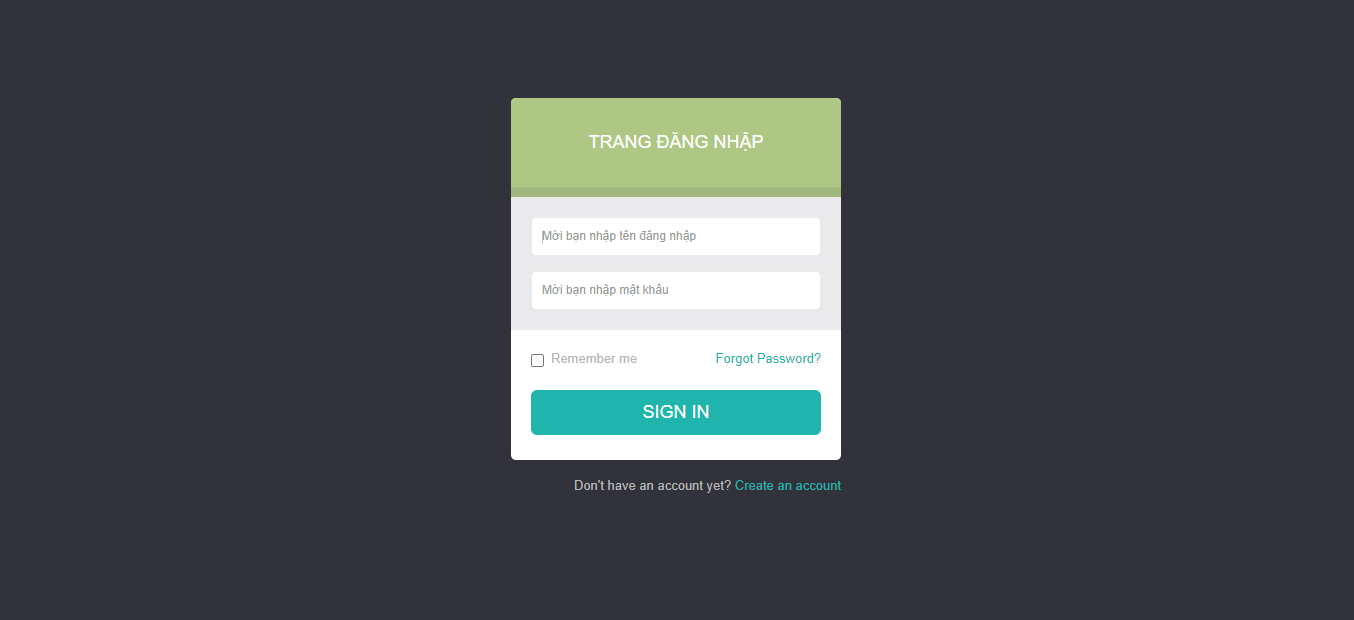 TRANG ĐĂNG NHẬP
Mời bạn nhập tên đăng nhập
Mời bạn nhập mật khẩu
Remember me
Forgot Password?
SIGN IN
Don't have an account yet? Create an account